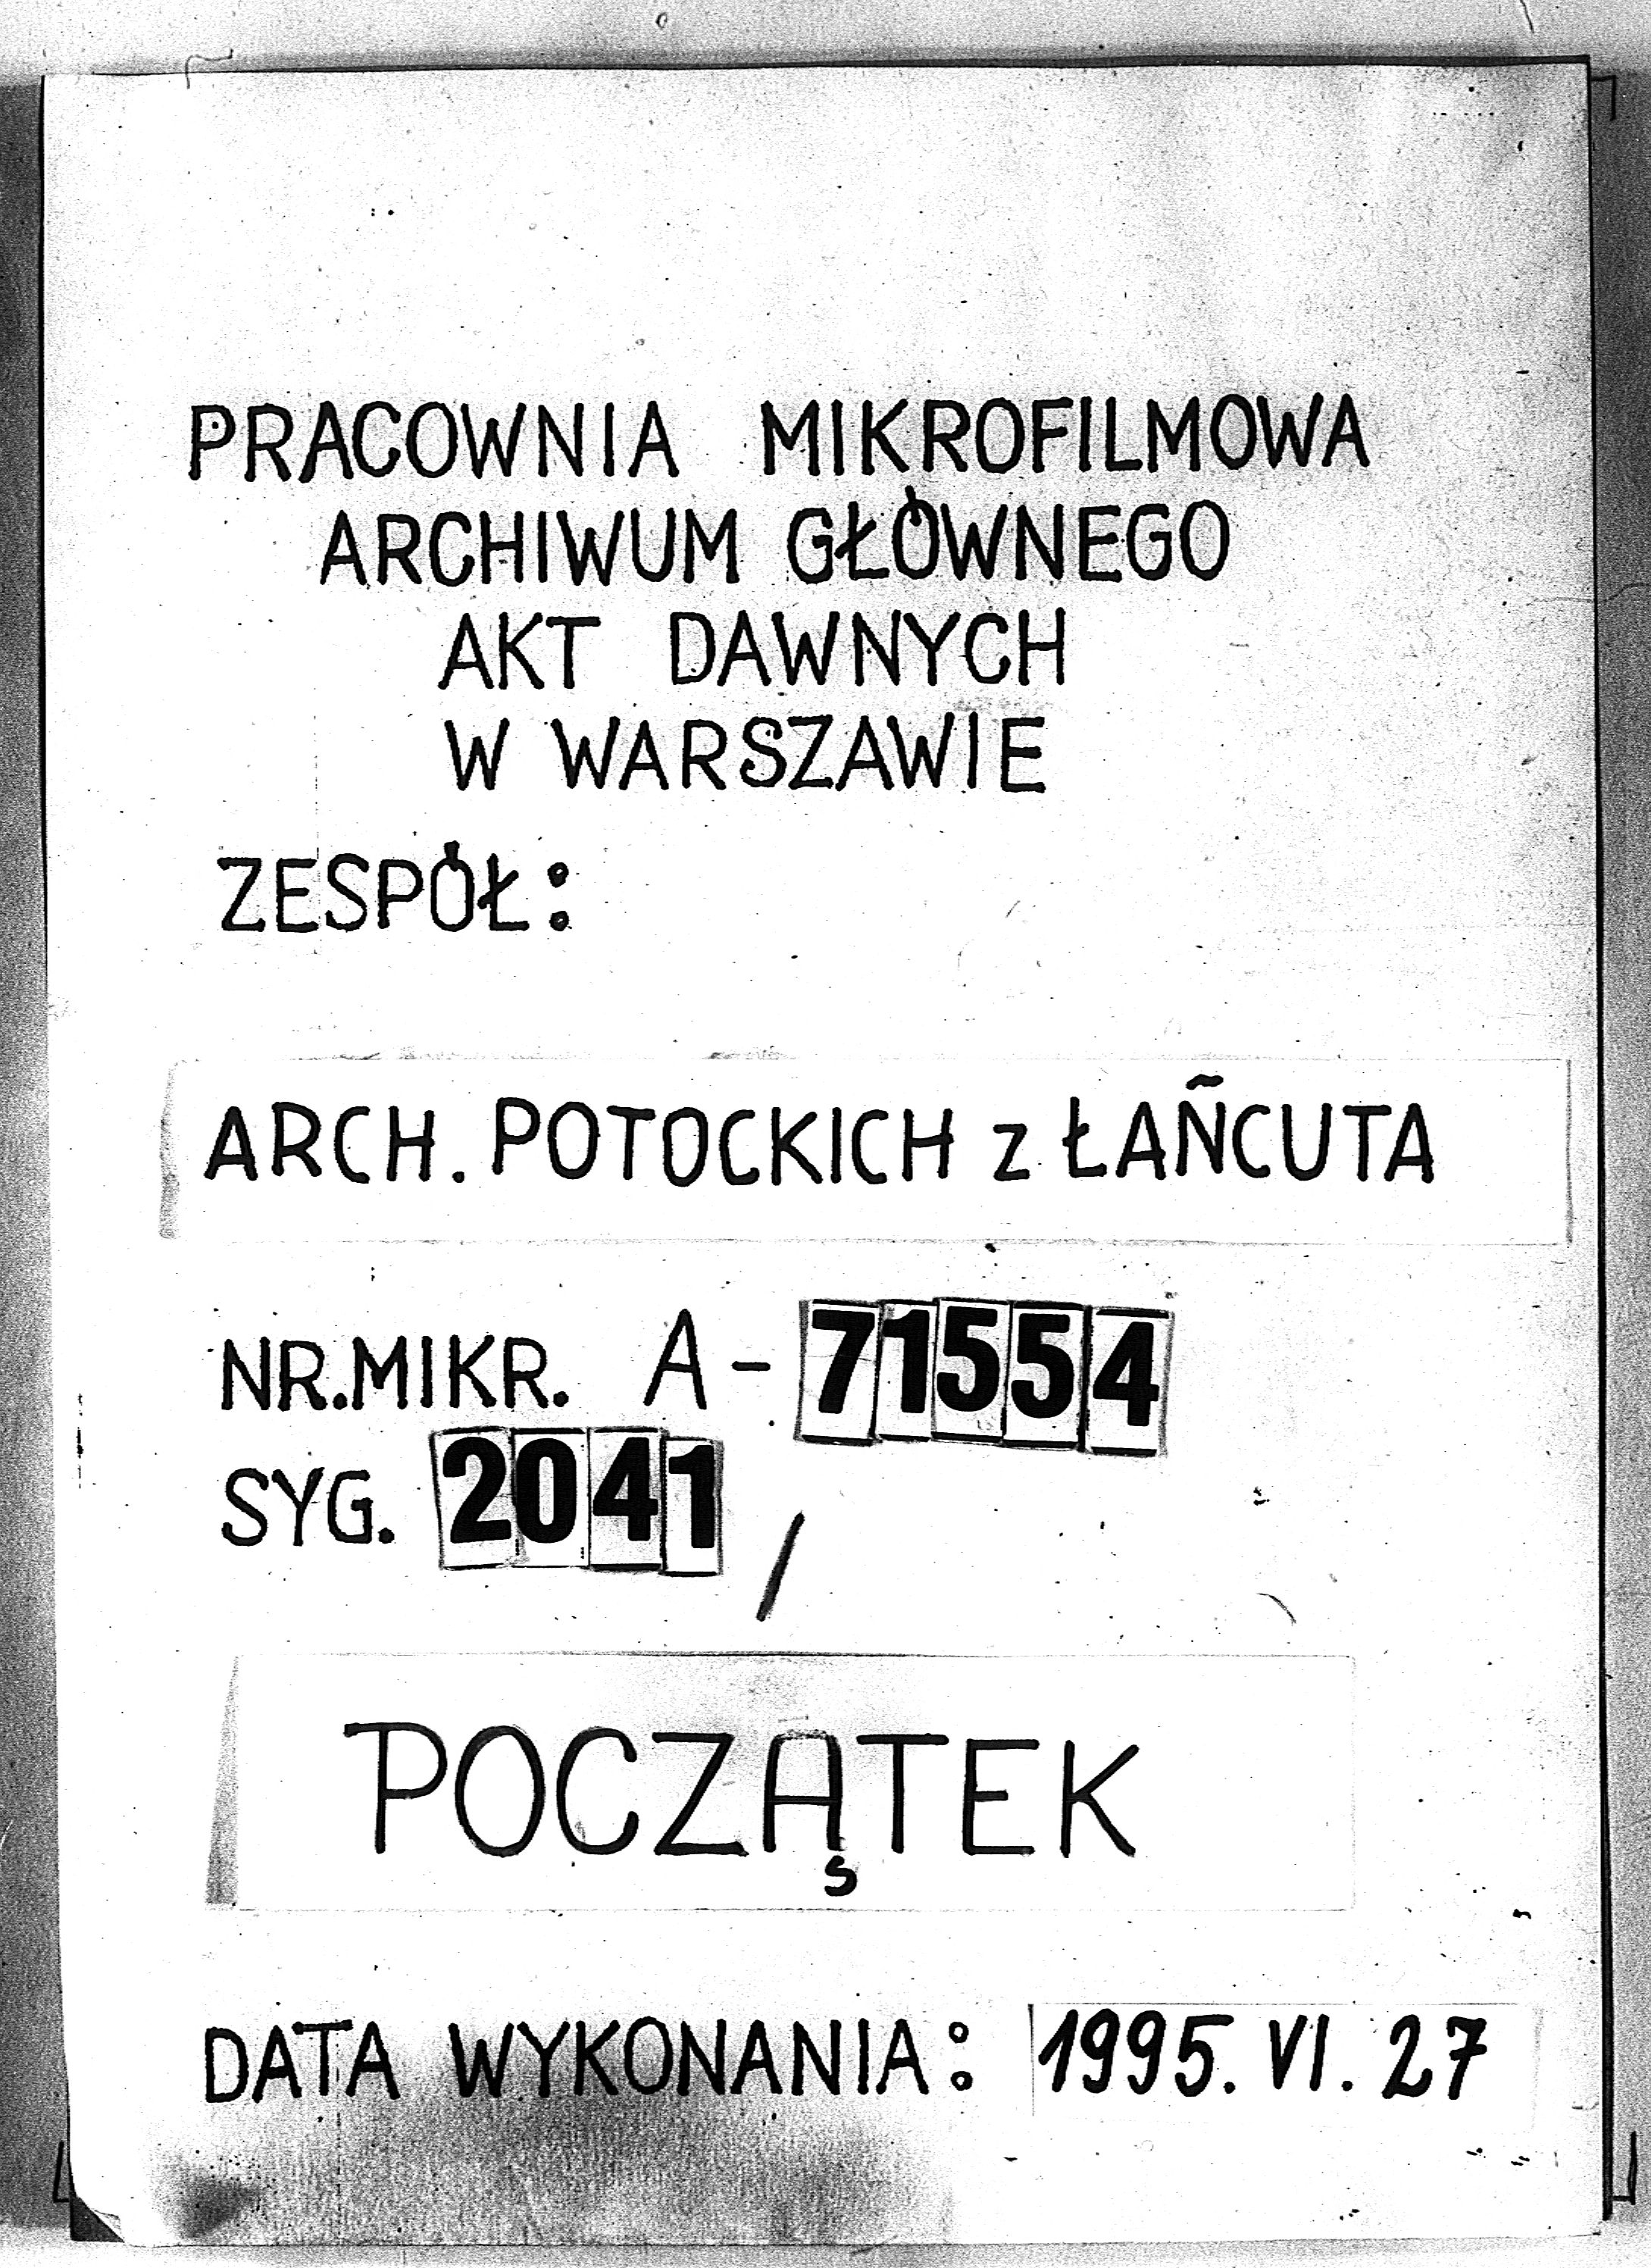 PRACOWNIA MIKROFILMOWA
ARCHIWUM GŁÓWNEGO
AKT DAWNYCH
W WARSZAWIE
ZESPÓŁ:
ARCH. POTOCKICH z ŁAŃCUTA
NR.MIKR. A-71554
SYG. 2041 /
POCZĄTEK
DATA WYKONANIA: 1995. VI. 27